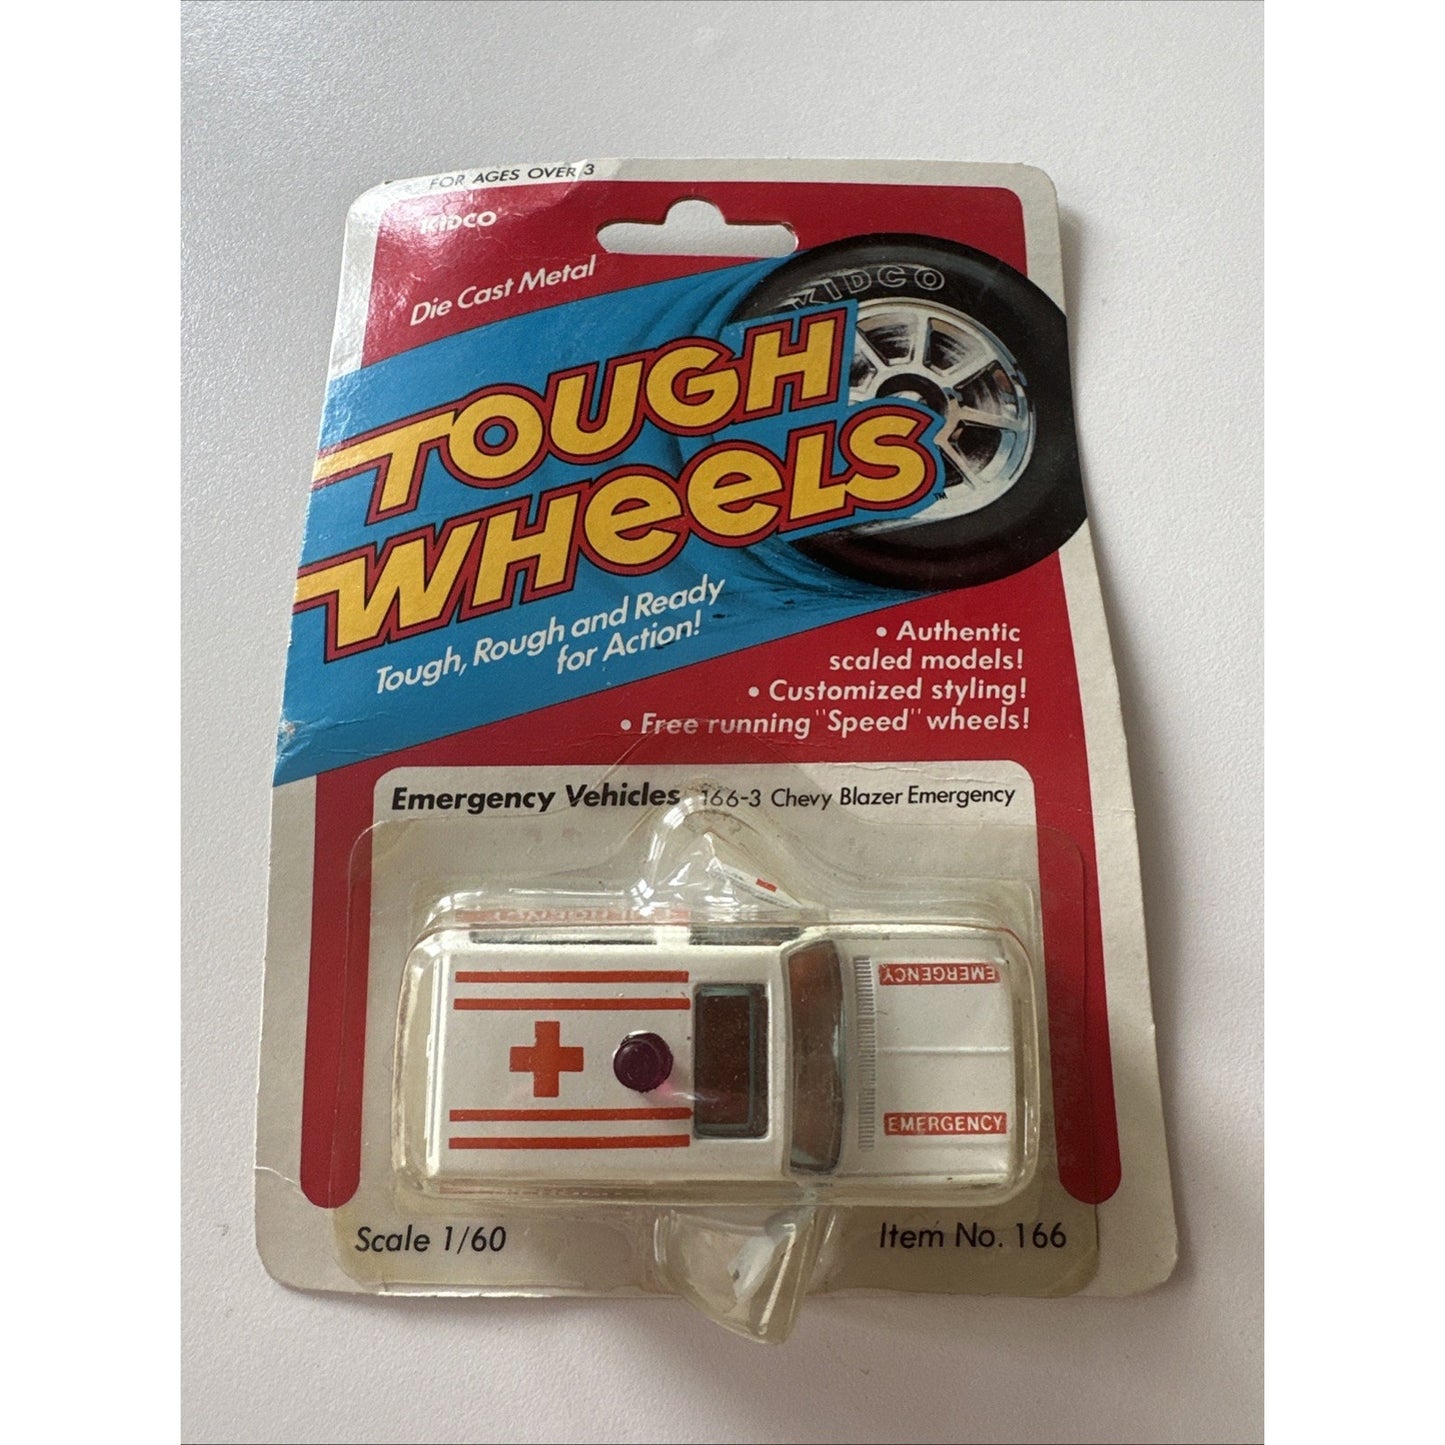 FOR AGES OVER 3
KIDCO
Die Cast Metal
KIDCO
TOUGH
WHEELS™
Tough, Rough and Ready
for Action!
• Authentic
scaled models!
• Customized styling!
• Free running "Speed" wheels!
Emergency Vehicles 166-3 Chevy Blazer Emergency
EMERGENCY
EMERGENCY
Scale 1/60
Item No. 166